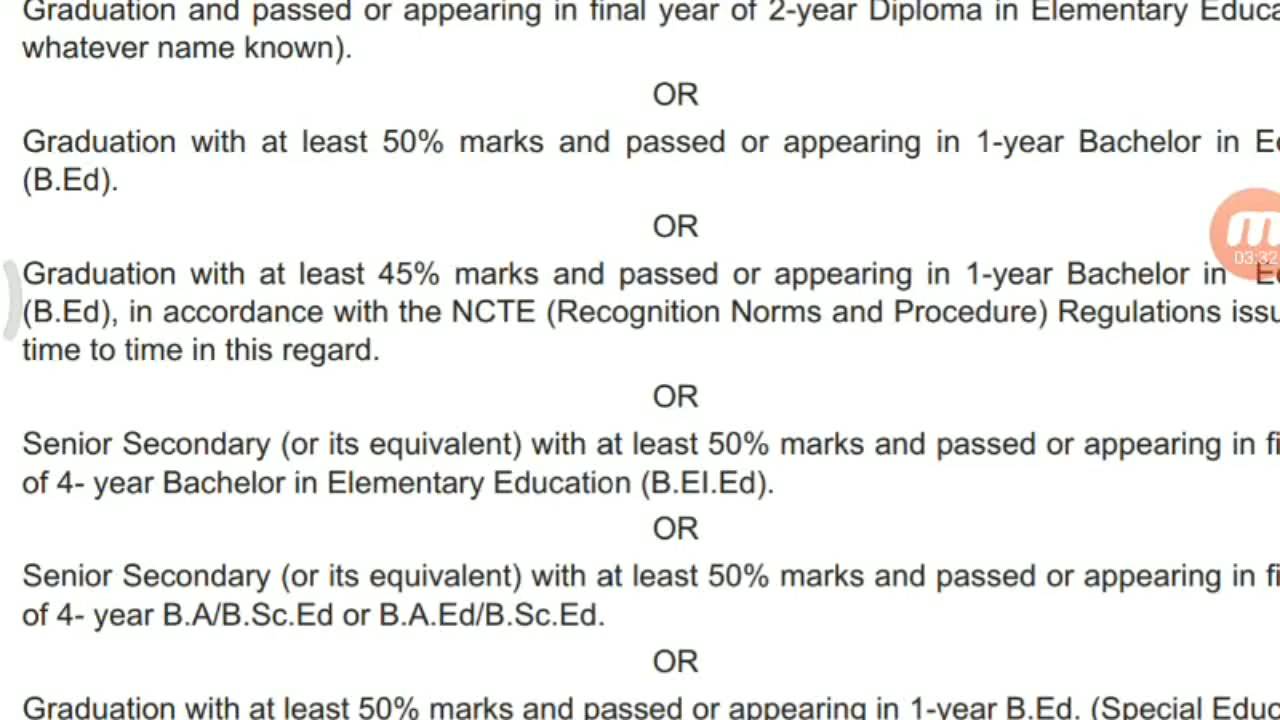 Graduation and passed or appearing in final year of 2-year Diploma in Elementary Educa
whatever name known).
OR
Graduation with at least 50% marks and passed or appearing in 1-year Bachelor in
(B.Ed).
OR
Graduation with at least 45% marks and passed or appearing in 1-year Bachelor in
03:32
(B.Ed), in accordance with the NCTE (Recognition Norms and Procedure) Regulations issu
time to time in this regard.
OR
Senior Secondary (or its equivalent) with at least 50% marks and passed or appearing in fi
of 4- year Bachelor in Elementary Education (B.El.Ed).
OR
Senior Secondary (or its equivalent) with at least 50% marks and passed or appearing in fi
of 4- year B.A/B.Sc.Ed or B.A.Ed/B.Sc.Ed.
OR
Graduation with at least 50% marks and passed or appearing in 1-year B.Ed. (Special Educ